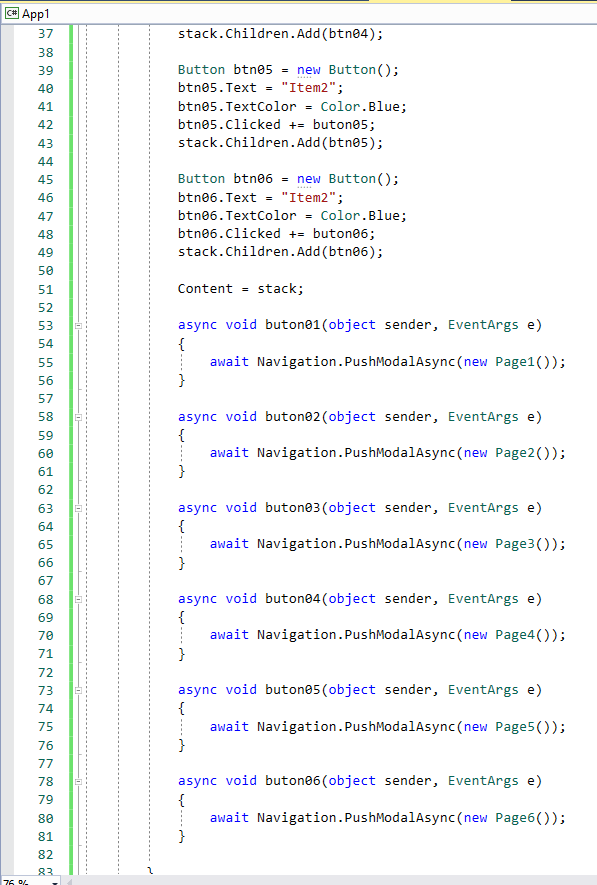 C# App1
37 stack.Children.Add(btn04);
38
39 Button btn05 = new Button();
40 btn05.Text = "Item2";
41 btn05.TextColor = Color.Blue;
42 btn05.Clicked += buton05;
43 stack.Children.Add(btn05);
44
45 Button btn06 = new Button();
46 btn06.Text = "Item2";
47 btn06.TextColor = Color.Blue;
48 btn06.Clicked += buton06;
49 stack.Children.Add(btn06);
50
51 Content = stack;
52
53 async void buton01(object sender, EventArgs e)
54 {
55 await Navigation.PushModalAsync(new Page1());
56 }
57
58 async void buton02(object sender, EventArgs e)
59 {
60 await Navigation.PushModalAsync(new Page2());
61 }
62
63 async void buton03(object sender, EventArgs e)
64 {
65 await Navigation.PushModalAsync(new Page3());
66 }
67
68 async void buton04(object sender, EventArgs e)
69 {
70 await Navigation.PushModalAsync(new Page4());
71 }
72
73 async void buton05(object sender, EventArgs e)
74 {
75 await Navigation.PushModalAsync(new Page5());
76 }
77
78 async void buton06(object sender, EventArgs e)
79 {
80 await Navigation.PushModalAsync(new Page6());
81 }
82
83 }
76 %